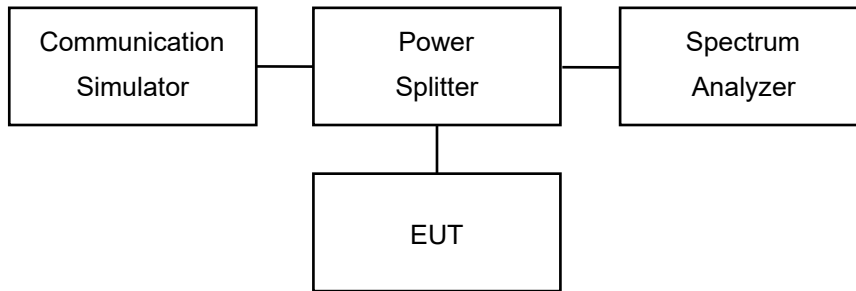 Communication
Simulator
Power
Splitter
Spectrum
Analyzer
EUT